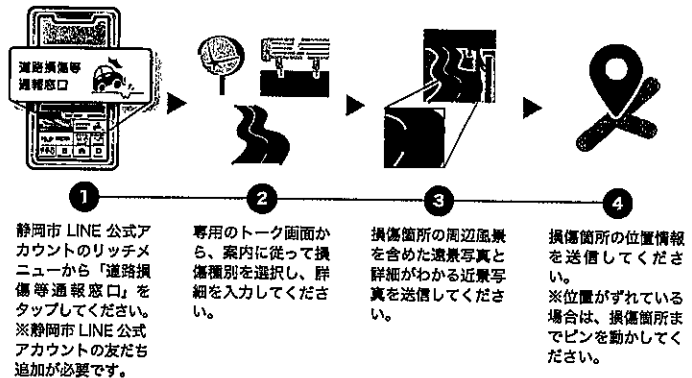 道路損傷等
通報窓口
1
静岡市 LINE 公式ア
カウントのリッチメ
ニューから「道路損
傷等通報窓口」を
タップしてください。
※静岡市 LINE 公式
アカウントの友だち
追加が必要です。
2
専用のトーク画面か
ら、案内に従って損
傷種別を選択し、詳
細を入力してくださ
い。
3
損傷箇所の周辺風景
を含めた遠景写真と
詳細がわかる近景写
真を送信してくださ
い。
4
損傷箇所の位置情報
を送信してくださ
い。
※位置がずれている
場合は、損傷箇所ま
でピンを動かしてく
ださい。